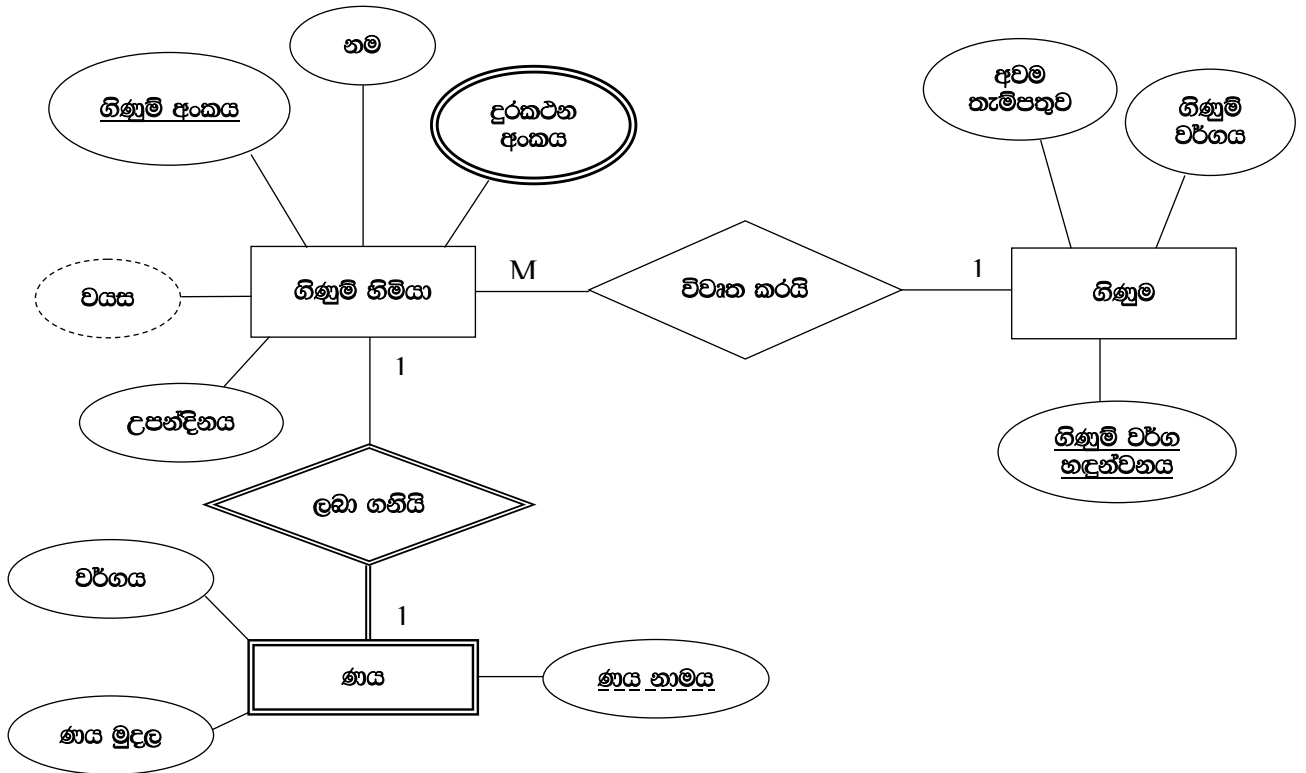 නම
ගිණුම් අංකය
දුරකථන
අංකය
අවම
තැම්පතුව
ගිණුම්
වර්ගය
වයස
ගිණුම් හිමියා
M
විවෘත කරයි
1
ගිණුම
උපන්දිනය
1
ගිණුම් වර්ග
හඳුන්වනය
ලබා ගනියි
වර්ගය
1
ණය
ණය නාමය
ණය මුදල